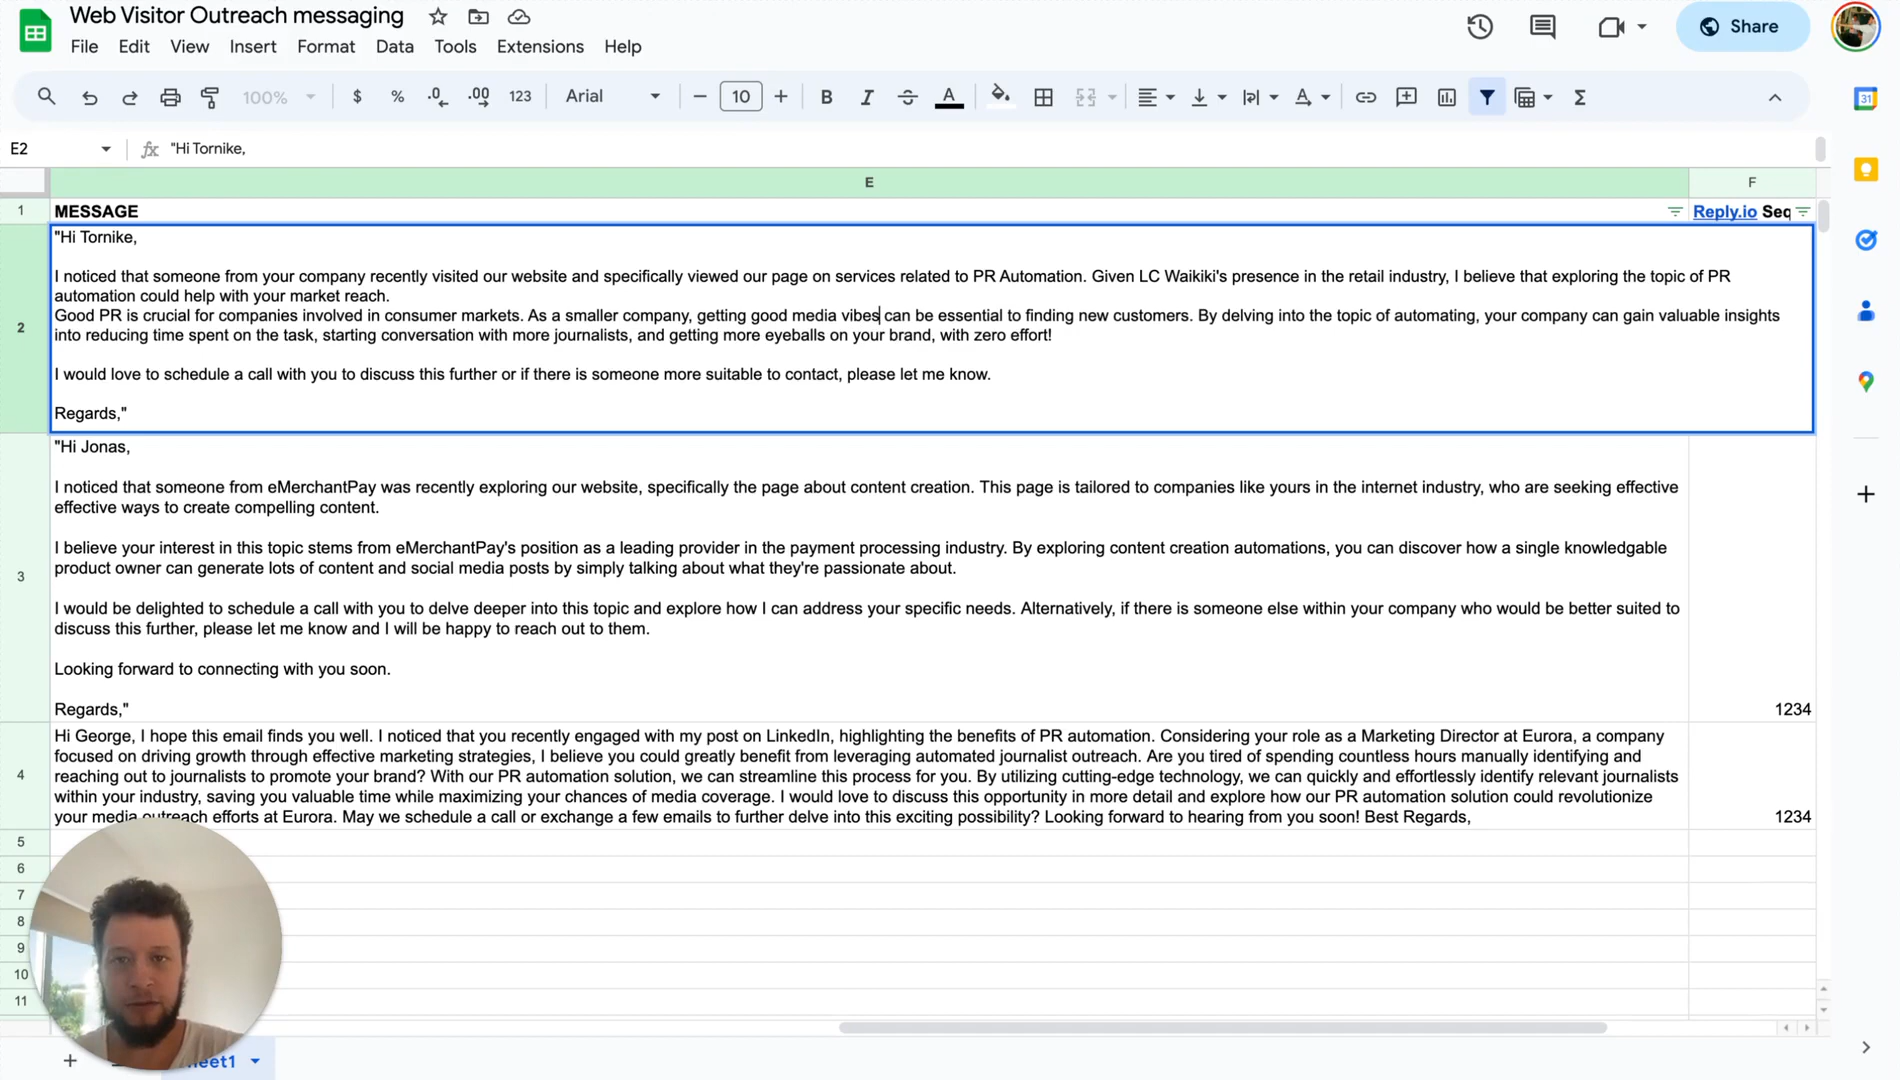 Web Visitor Outreach messaging
File Edit View Insert Format Data Tools Extensions Help
Share
100% $ % .0 .00 123 Arial 10 B I S A
31
E2 fx "Hi Tornike,
E F
1 MESSAGE Reply.io Seq
2
"Hi Tornike,
I noticed that someone from your company recently visited our website and specifically viewed our page on services related to PR Automation. Given LC Waikiki's presence in the retail industry, I believe that exploring the topic of PR
automation could help with your market reach.
Good PR is crucial for companies involved in consumer markets. As a smaller company, getting good media vibes can be essential to finding new customers. By delving into the topic of automating, your company can gain valuable insights
into reducing time spent on the task, starting conversation with more journalists, and getting more eyeballs on your brand, with zero effort!
I would love to schedule a call with you to discuss this further or if there is someone more suitable to contact, please let me know.
Regards,"
3
"Hi Jonas,
I noticed that someone from eMerchantPay was recently exploring our website, specifically the page about content creation. This page is tailored to companies like yours in the internet industry, who are seeking effective
effective ways to create compelling content.
I believe your interest in this topic stems from eMerchantPay's position as a leading provider in the payment processing industry. By exploring content creation automations, you can discover how a single knowledgable
product owner can generate lots of content and social media posts by simply talking about what they're passionate about.
I would be delighted to schedule a call with you to delve deeper into this topic and explore how I can address your specific needs. Alternatively, if there is someone else within your company who would be better suited to
discuss this further, please let me know and I will be happy to reach out to them.
Looking forward to connecting with you soon.
Regards," 1234
4
Hi George, I hope this email finds you well. I noticed that you recently engaged with my post on LinkedIn, highlighting the benefits of PR automation. Considering your role as a Marketing Director at Eurora, a company
focused on driving growth through effective marketing strategies, I believe you could greatly benefit from leveraging automated journalist outreach. Are you tired of spending countless hours manually identifying and
reaching out to journalists to promote your brand? With our PR automation solution, we can streamline this process for you. By utilizing cutting-edge technology, we can quickly and effortlessly identify relevant journalists
within your industry, saving you valuable time while maximizing your chances of media coverage. I would love to discuss this opportunity in more detail and explore how our PR automation solution could revolutionize
your media outreach efforts at Eurora. May we schedule a call or exchange a few emails to further delve into this exciting possibility? Looking forward to hearing from you soon! Best Regards, 1234
5
6
7
8
9
10
11
eet1